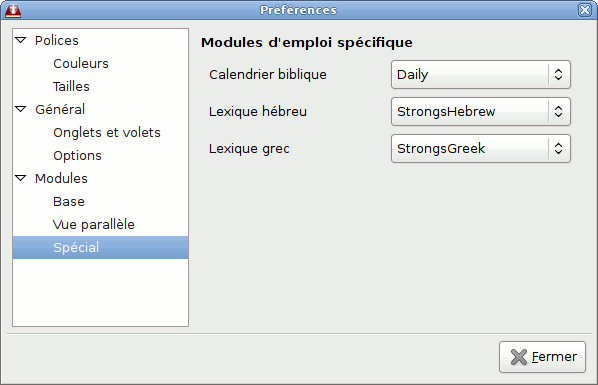 Préférences
Polices
Couleurs
Tailles
Général
Onglets et volets
Options
Modules
Base
Vue parallèle
Spécial
Modules d'emploi spécifique
Calendrier biblique Daily
Lexique hébreu StrongsHebrew
Lexique grec StrongsGreek
Fermer